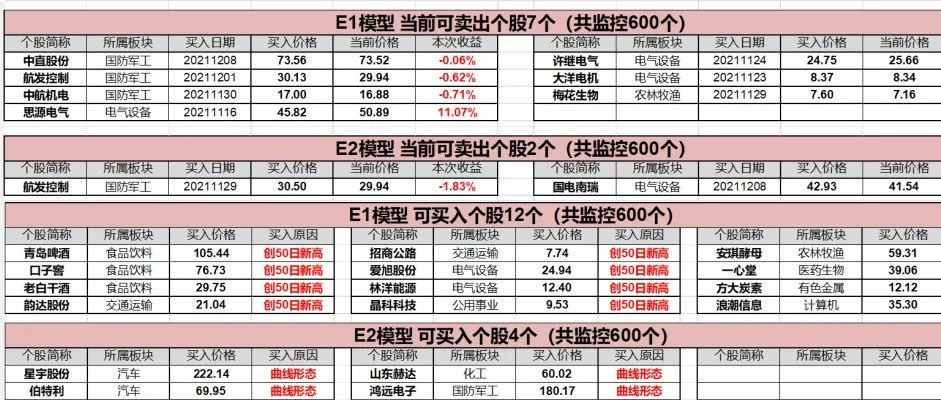 E1模型 当前可卖出个股7个（共监控600个）
个股简称 所属板块 买入日期 买入价格 当前价格 本次收益 个股简称 所属板块 买入日期 买入价格 当前价格
中直股份 国防军工 20211208 73.56 73.52 -0.06% 许继电气 电气设备 20211124 24.75 25.66
航发控制 国防军工 20211201 30.13 29.94 -0.62% 大洋电机 电气设备 20211123 8.37 8.34
中航机电 国防军工 20211130 17.00 16.88 -0.71% 梅花生物 农林牧渔 20211129 7.60 7.16
思源电气 电气设备 20211116 45.82 50.89 11.07%
E2模型 当前可卖出个股2个（共监控600个）
个股简称 所属板块 买入日期 买入价格 当前价格 本次收益 个股简称 所属板块 买入日期 买入价格 当前价格
航发控制 国防军工 20211129 30.50 29.94 -1.83% 国电南瑞 电气设备 20211208 42.93 41.54
E1模型 可买入个股12个（共监控600个）
个股简称 所属板块 买入价格 买入原因 个股简称 所属板块 买入价格 买入原因 个股简称 所属板块 买入价格
青岛啤酒 食品饮料 105.44 创50日新高 招商公路 交通运输 7.74 创50日新高 安琪酵母 农林牧渔 59.31
口子窖 食品饮料 76.73 创50日新高 爱旭股份 电气设备 24.94 创50日新高 一心堂 医药生物 39.06
老白干酒 食品饮料 29.75 创50日新高 林洋能源 电气设备 12.40 创50日新高 方大炭素 有色金属 12.12
韵达股份 交通运输 21.04 创50日新高 晶科科技 公用事业 9.53 创50日新高 浪潮信息 计算机 35.30
E2模型 可买入个股4个（共监控600个）
个股简称 所属板块 买入价格 买入原因 个股简称 所属板块 买入价格 买入原因 个股简称 所属板块 买入价格
星宇股份 汽车 222.14 曲线形态 山东赫达 化工 60.02 曲线形态
伯特利 汽车 69.95 曲线形态 鸿远电子 国防军工 180.17 曲线形态